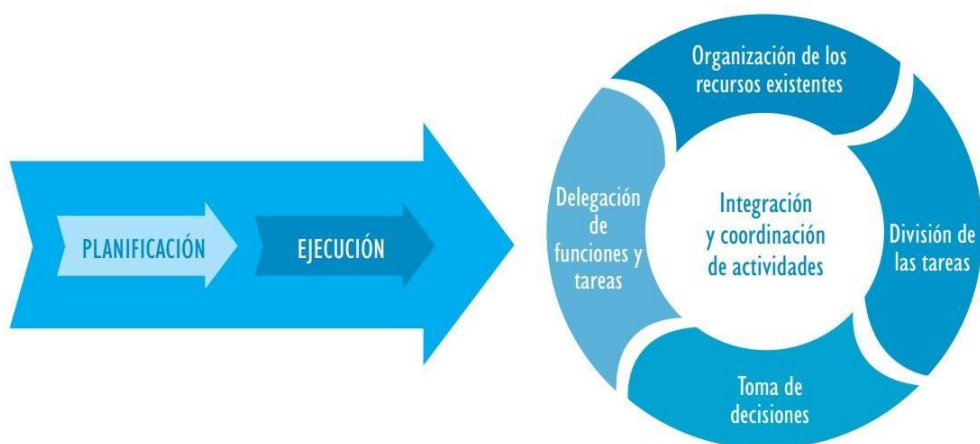 PLANIFICACIÓN
EJECUCIÓN
Organización de los
recursos existentes
Delegación
de
funciones y
tareas
Integración
y coordinación
de actividades
División de
las tareas
Toma de
decisiones